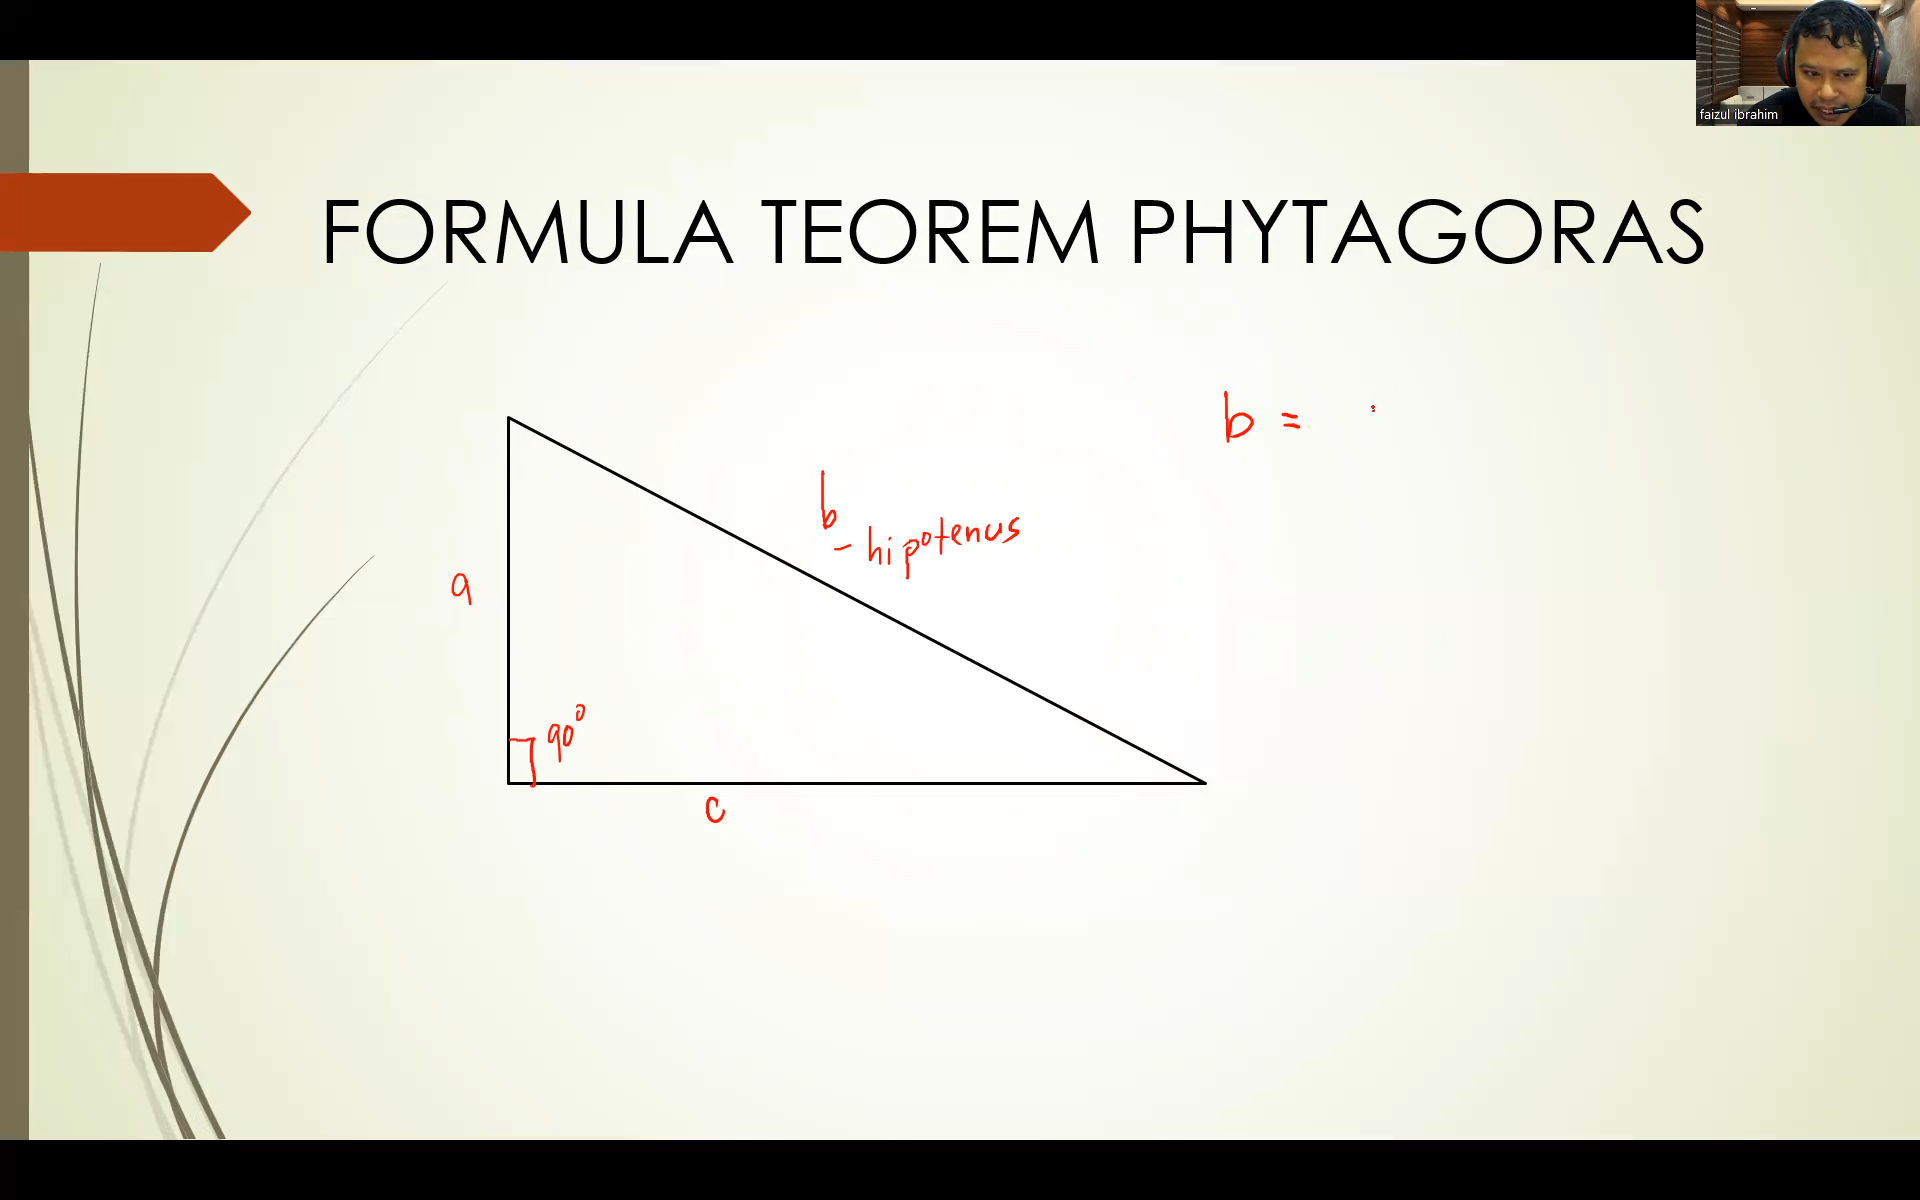 faizul ibrahim
FORMULA TEOREM PHYTAGORAS
b =
b
- hipotenus
a
90°
c